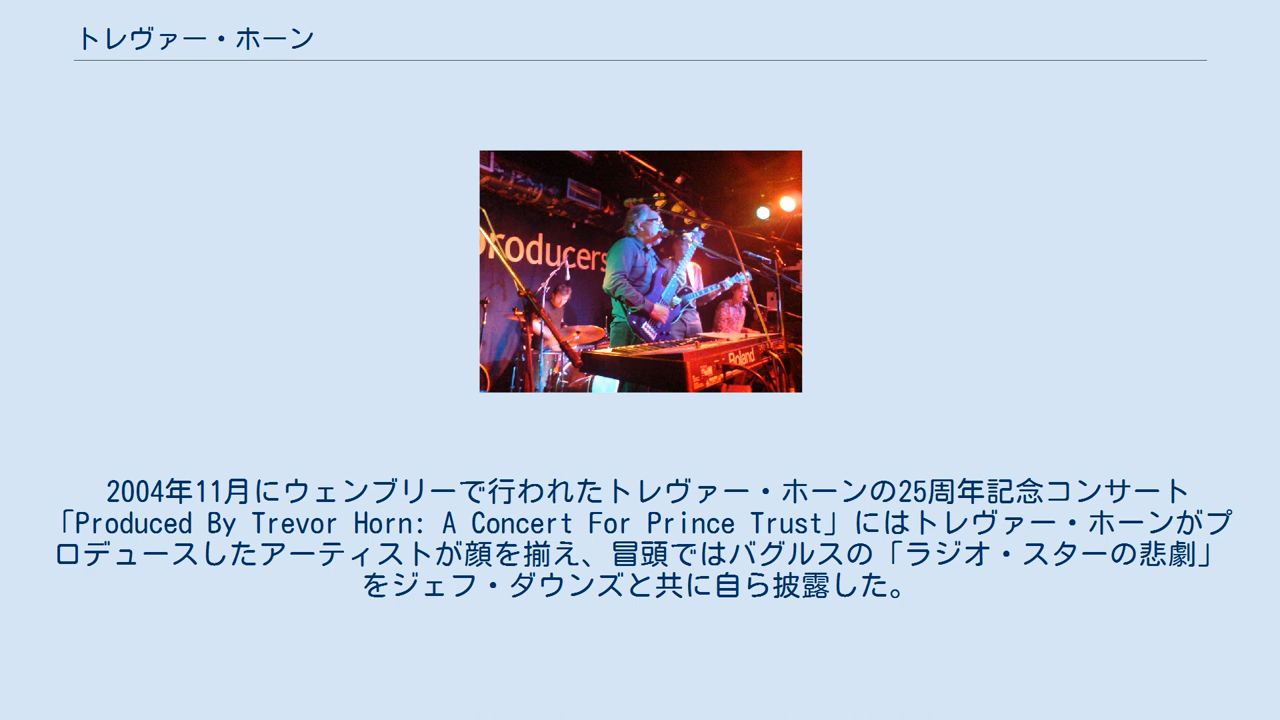 トレヴァー・ホーン
producers
Roland
2004年11月にウェンブリーで行われたトレヴァー・ホーンの25周年記念コンサート
「Produced By Trevor Horn: A Concert For Prince Trust」にはトレヴァー・ホーンがプ
ロデュースしたアーティストが顔を揃え、冒頭ではバグルスの「ラジオ・スターの悲劇」
をジェフ・ダウンズと共に自ら披露した。